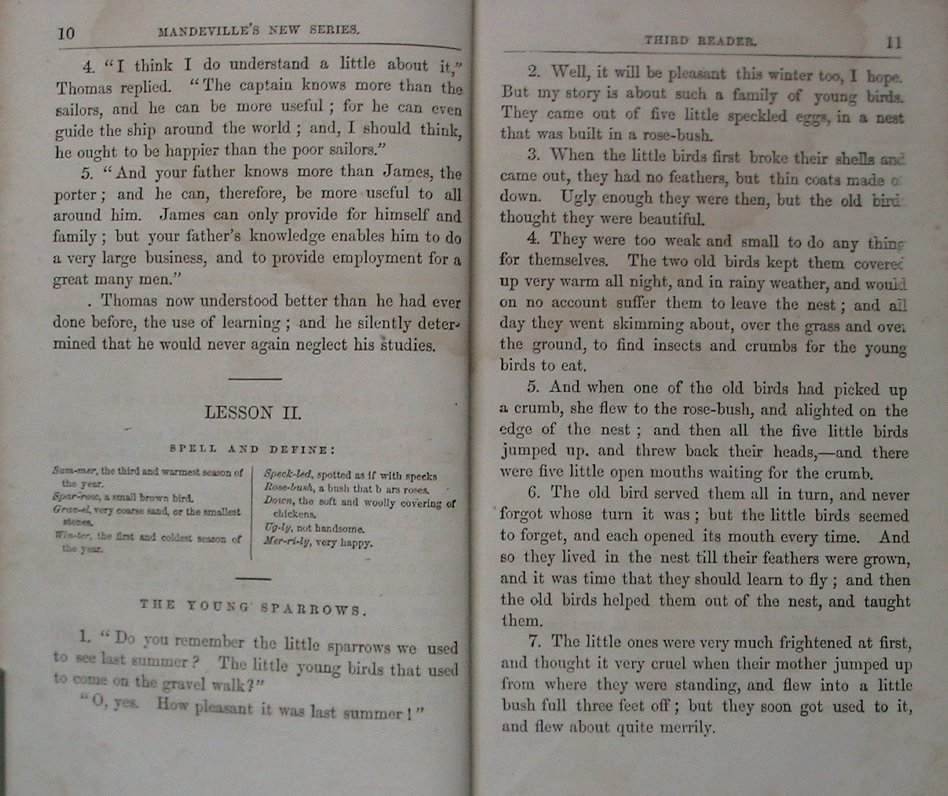 10 MANDEVILLE'S NEW SERIES.
4. "I think I do understand a little about it,"
Thomas replied. "The captain knows more than the
sailors, and he can be more useful; for he can even
guide the ship around the world; and, I should think,
he ought to be happier than the poor sailors."
5. "And your father knows more than James, the
porter; and he can, therefore, be more useful to all
around him. James can only provide for himself and
family; but your father's knowledge enables him to do
a very large business, and to provide employment for a
great many men."
. Thomas now understood better than he had ever
done before, the use of learning; and he silently deter-
mined that he would never again neglect his studies.
LESSON II.
SPELL AND DEFINE:
Sum-mer, the third and warmest season of
the year.
Spar-rose, a small brown bird.
Grav-el, very coarse sand, or the smallest
stones.
Win-ter, the first and coldest season of
the year.
Speck-led, spotted as if with specks
Rose-bush, a bush that b ars roses.
Down, the soft and woolly covering of
chickens.
Ug-ly, not handsome.
Mer-ri-ly, very happy.
THE YOUNG SPARROWS.
1. "Do you remember the little sparrows we used
to see last summer? The little young birds that used
to come on the gravel walk?"
"O, yes. How pleasant it was last summer!"
THIRD READER. 11
2. Well, it will be pleasant this winter too, I hope.
But my story is about such a family of young birds.
They came out of five little speckled eggs, in a nest
that was built in a rose-bush.
3. When the little birds first broke their shells and
came out, they had no feathers, but thin coats made o
down. Ugly enough they were then, but the old bird
thought they were beautiful.
4. They were too weak and small to do any thing
for themselves. The two old birds kept them covered
up very warm all night, and in rainy weather, and would
on no account suffer them to leave the nest; and all
day they went skimming about, over the grass and over
the ground, to find insects and crumbs for the young
birds to eat.
5. And when one of the old birds had picked up
a crumb, she flew to the rose-bush, and alighted on the
edge of the nest; and then all the five little birds
jumped up, and threw back their heads,—and there
were five little open mouths waiting for the crumb.
6. The old bird served them all in turn, and never
forgot whose turn it was; but the little birds seemed
to forget, and each opened its mouth every time. And
so they lived in the nest till their feathers were grown,
and it was time that they should learn to fly; and then
the old birds helped them out of the nest, and taught
them.
7. The little ones were very much frightened at first,
and thought it very cruel when their mother jumped up
from where they were standing, and flew into a little
bush full three feet off; but they soon got used to it,
and flew about quite merrily.